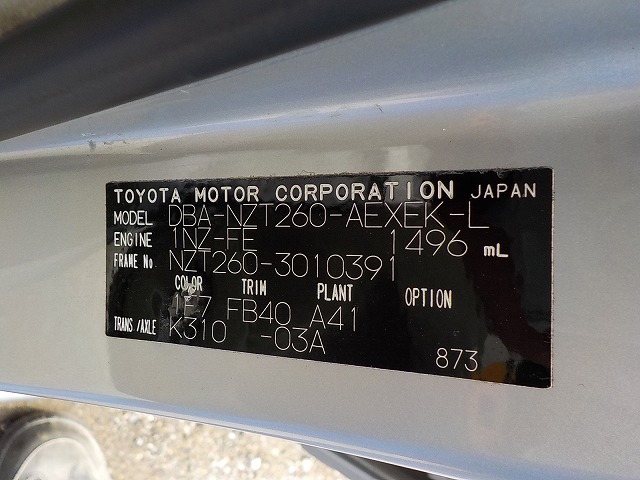 TOYOTA MOTOR CORPORATION JAPAN
MODEL DBA-NZT260-AEXEK-L
ENGINE 1NZ-FE 1496 mL
FRAME No. NZT260-3010391
COLOR TRIM PLANT OPTION
1F7 FB40 A41
TRANS/AXLE K310 -03A
873